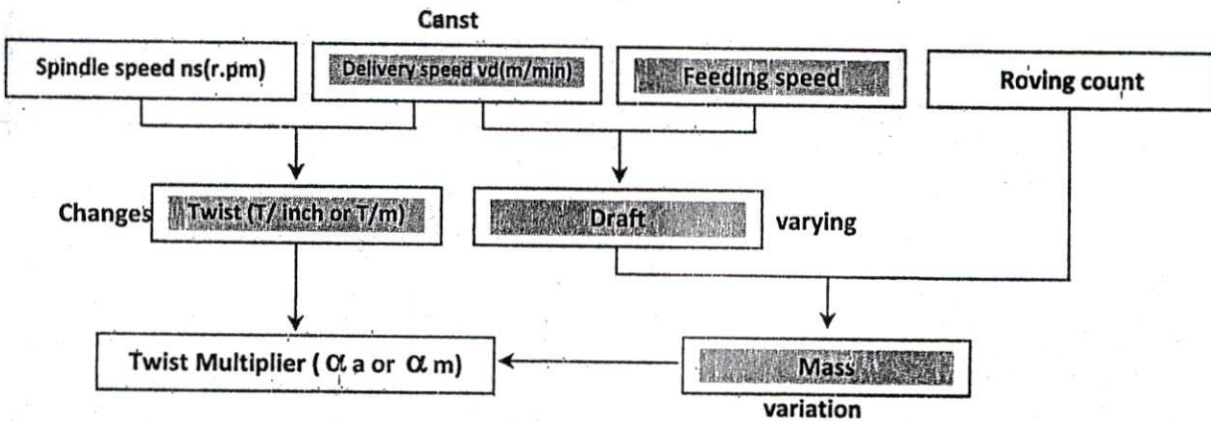 Canst
Spindle speed ns(r.pm)
Delivery speed vd(m/min)
Feeding speed
Roving count
Changes
Twist (T/ inch or T/m)
Draft
varying
Twist Multiplier ( α a or α m)
Mass
variation